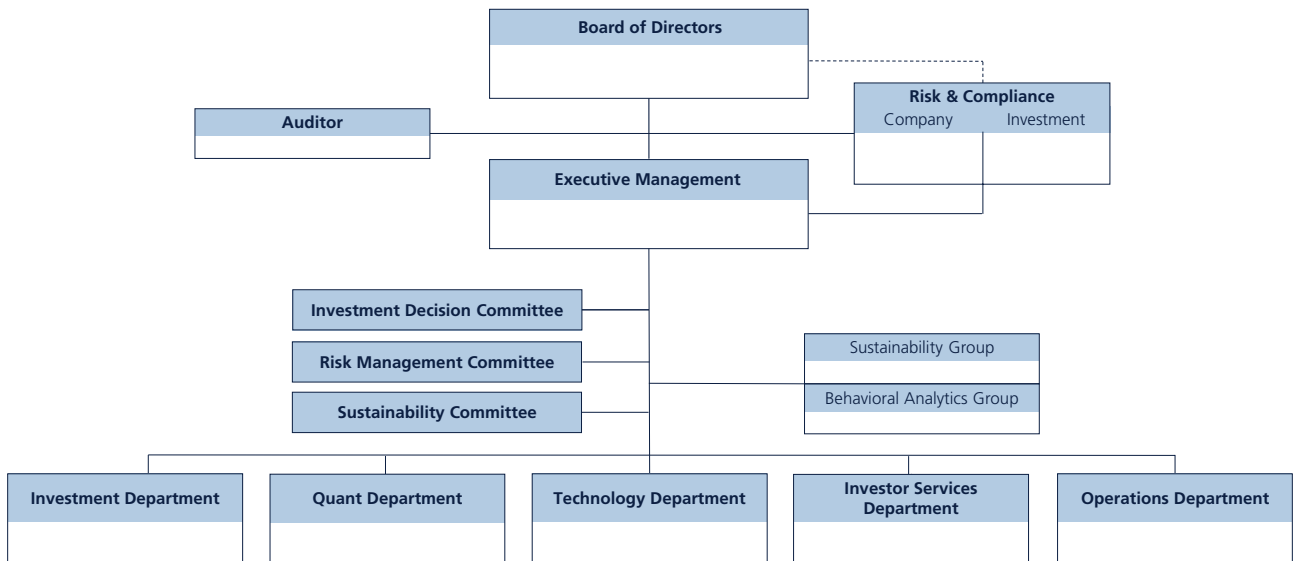 Board of Directors
Risk & Compliance
Company Investment
Auditor
Executive Management
Investment Decision Committee
Risk Management Committee
Sustainability Committee
Sustainability Group
Behavioral Analytics Group
Investment Department
Quant Department
Technology Department
Investor Services
Department
Operations Department